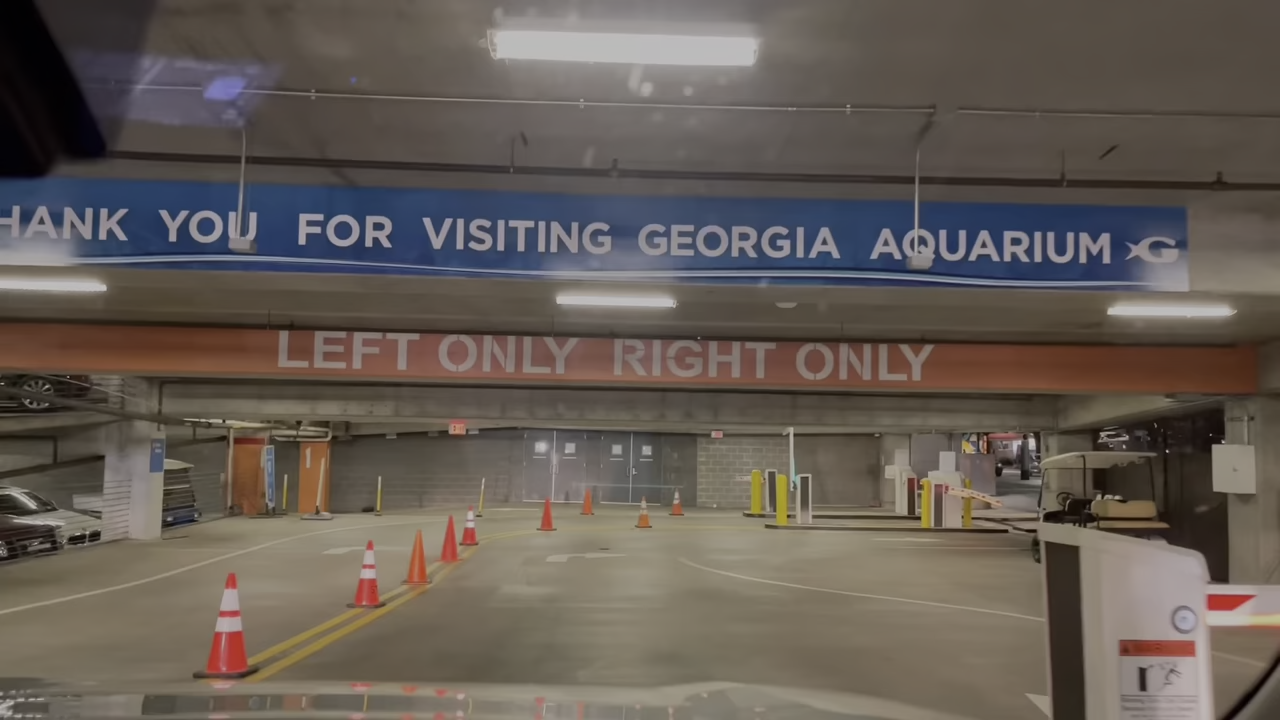 HANK YOU FOR VISITING GEORGIA AQUARIUM G
LEFT ONLY RIGHT ONLY